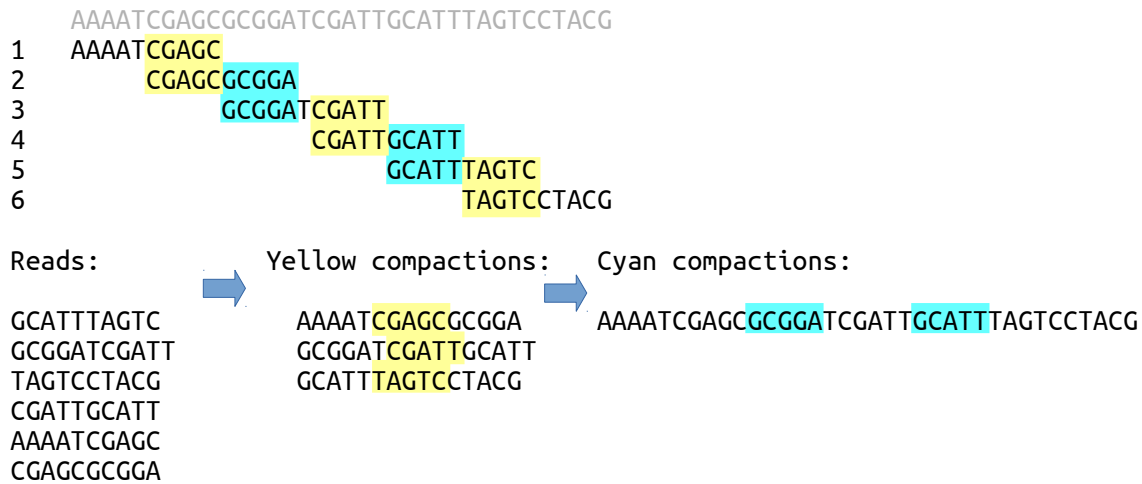 AAAATCGAGCGCGGATCGATTGCATTTAGTCCTACG
1 AAAATCGAGC
2 CGAGCGCGGA
3 GCGGATCGATT
4 CGATTGCATT
5 GCATTTAGTC
6 TAGTCCTACG
Reads: Yellow compactions: Cyan compactions:
GCATTTAGTC AAAATCGAGCGCGGA AAAATCGAGCGCGGATCGATTGCATTTAGTCCTACG
GCGGATCGATT GCGGATCGATTGCATT
TAGTCCTACG GCATTTAGTCCTACG
CGATTGCATT
AAAATCGAGC
CGAGCGCGGA